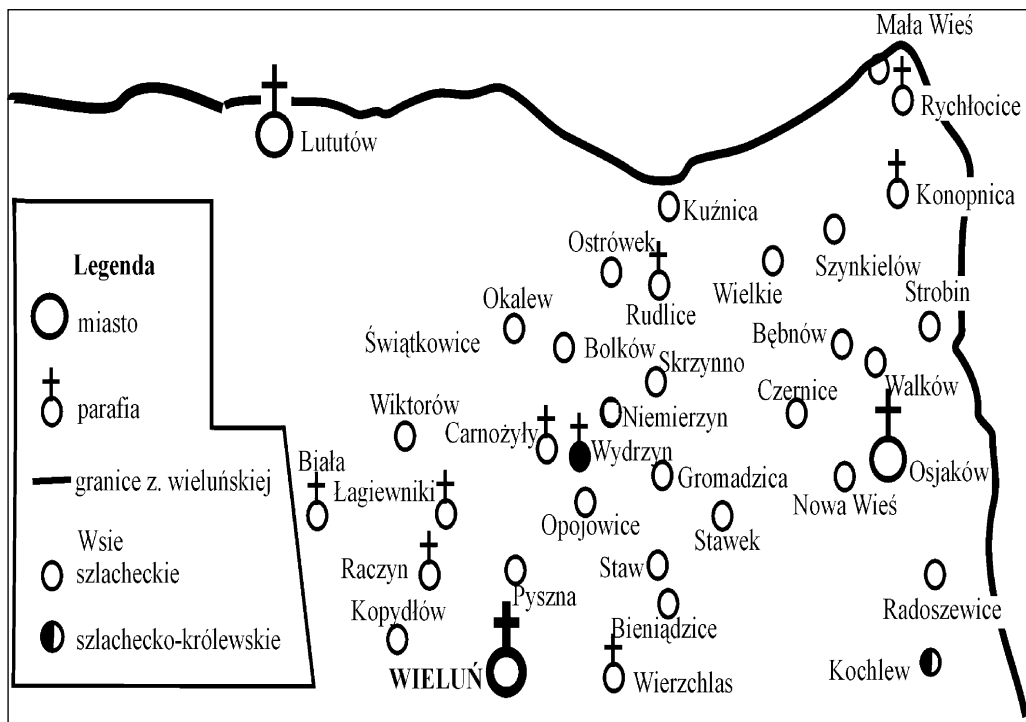 Mała Wieś
Rychłocice
Lututów
Konopnica
Kuźnica
Ostrówek
Szynkielów
Wielkie
Rudlice
Strobin
Okalew
Świątkowice
Bolków
Bębnów
Skrzynno
Walków
Czernice
Wiktorów
Niemierzyn
Carnożyły
Wydrzyn
Osjaków
Biała
Łagiewniki
Gromadzica
Nowa Wieś
Opojowice
Stawek
Raczyn
Staw
Pyszna
Radoszewice
Kopydłów
Bieniądzice
WIELUŃ
Wierzchlas
Kochlew
Legenda
miasto
parafia
granice z. wieluńskiej
Wsie
szlacheckie
szlachecko-królewskie